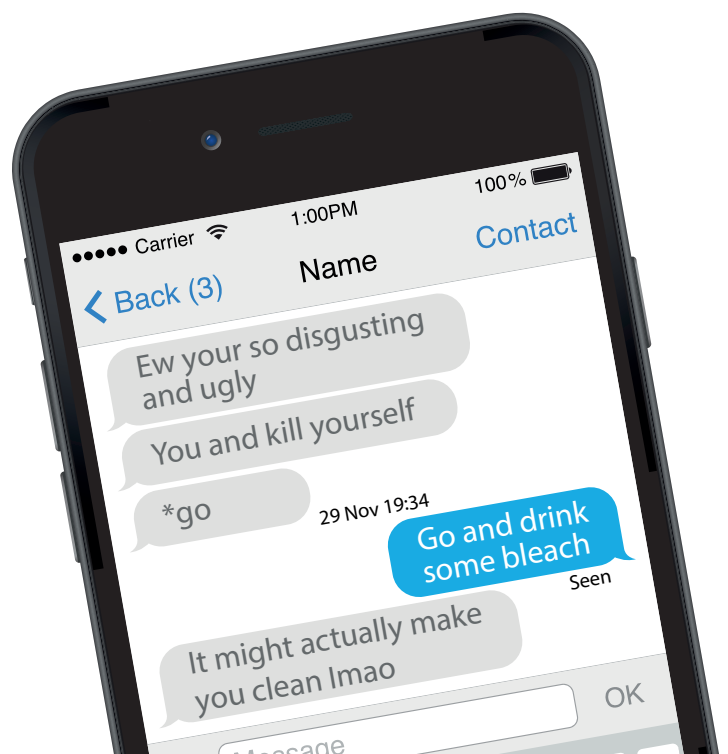 ●●●●● Carrier 1:00PM 100%
Back (3) Name Contact
Ew your so disgusting
and ugly
You and kill yourself
*go
29 Nov 19:34
Go and drink
some bleach
Seen
It might actually make
you clean lmao
Message
OK